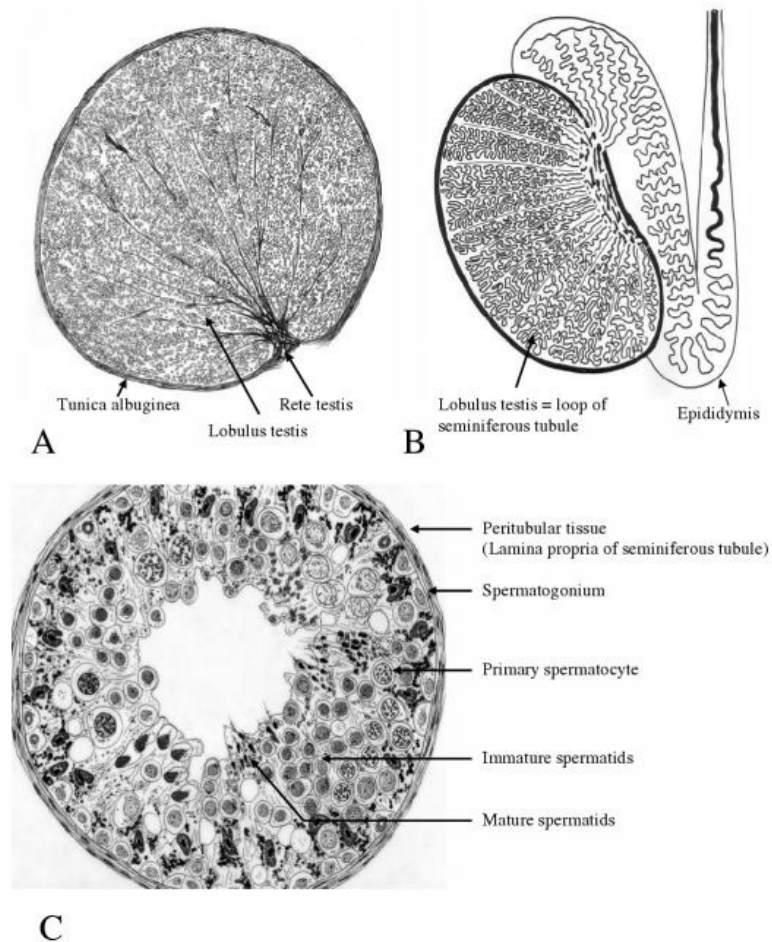 Tunica albuginea
Rete testis
Lobulus testis
A
Lobulus testis = loop of
seminiferous tubule
Epididymis
B
Peritubular tissue
(Lamina propria of seminiferous tubule)
Spermatogonium
Primary spermatocyte
Immature spermatids
Mature spermatids
C